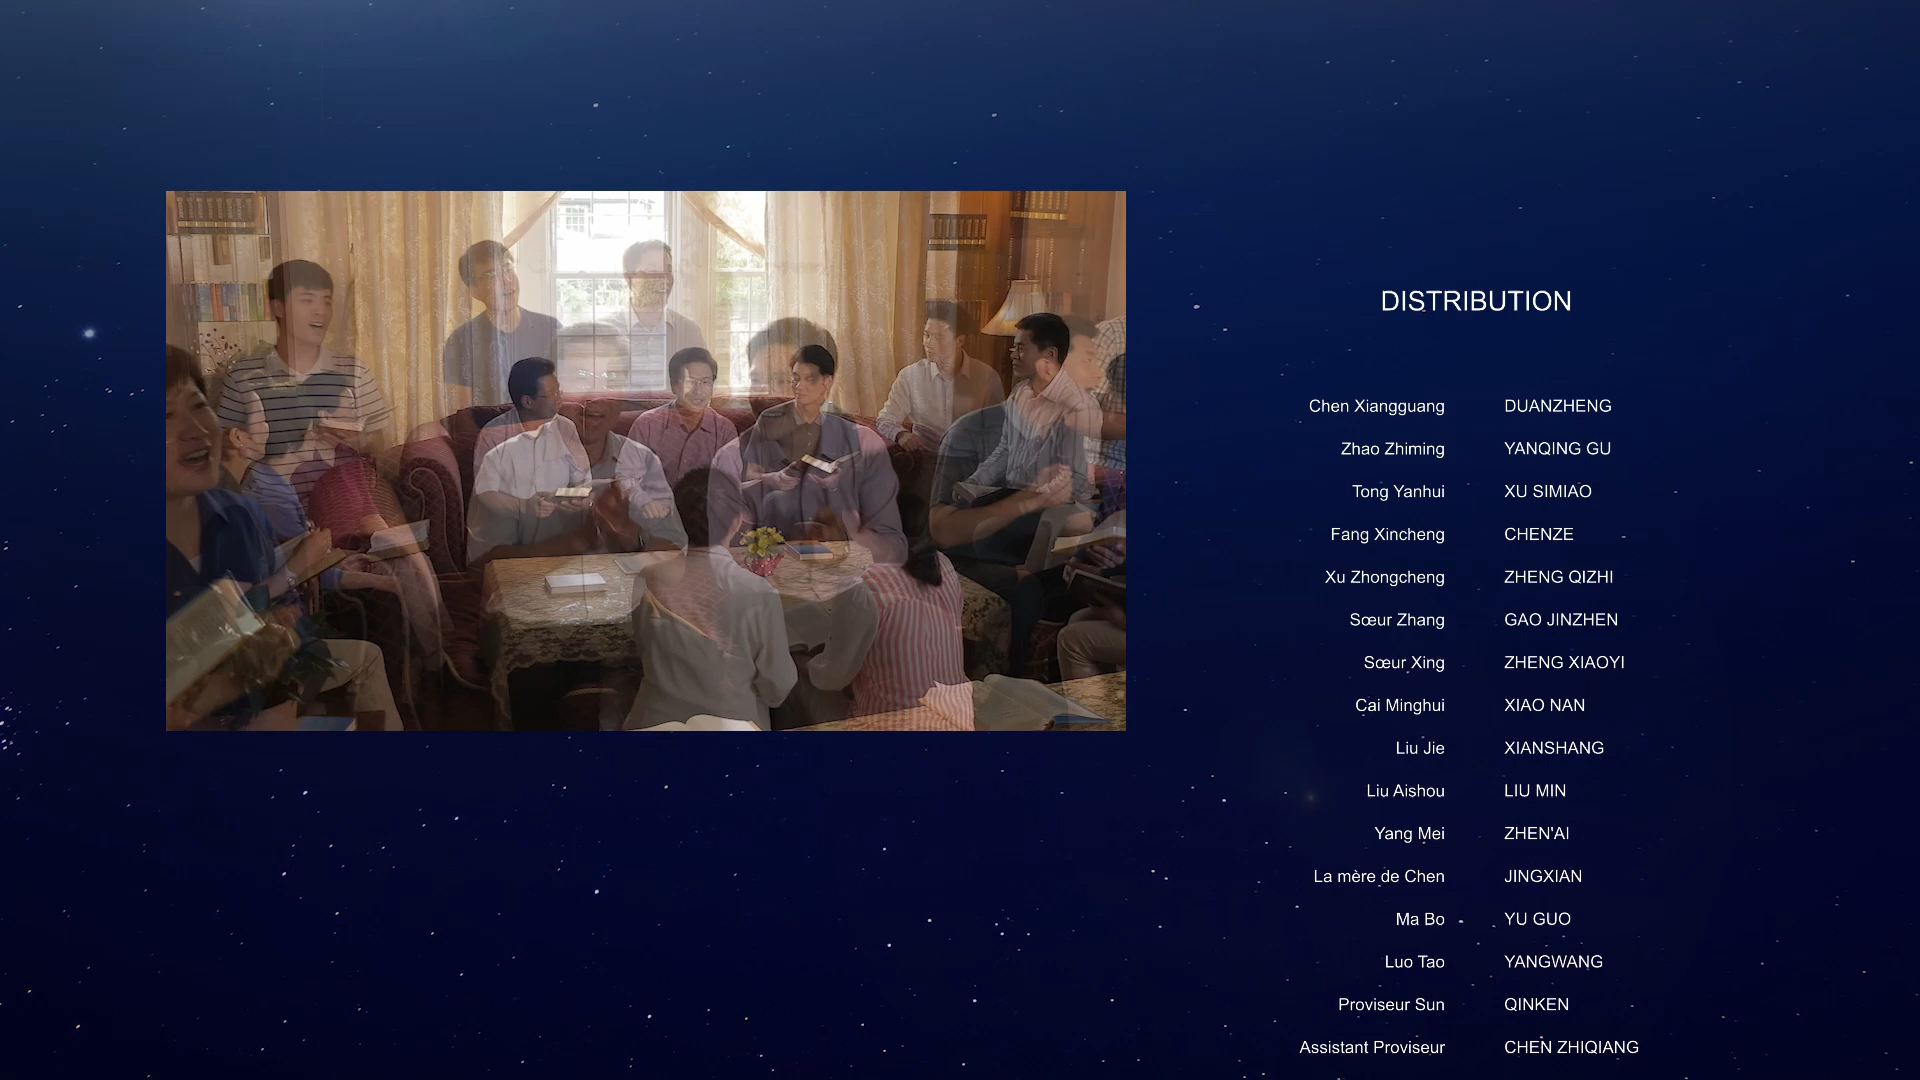 DISTRIBUTION
Chen Xiangguang DUANZHENG
Zhao Zhiming YANQING GU
Tong Yanhui XU SIMIAO
Fang Xincheng CHENZE
Xu Zhongcheng ZHENG QIZHI
Sœur Zhang GAO JINZHEN
Sœur Xing ZHENG XIAOYI
Cai Minghui XIAO NAN
Liu Jie XIANSHANG
Liu Aishou LIU MIN
Yang Mei ZHEN'AI
La mère de Chen JINGXIAN
Ma Bo YU GUO
Luo Tao YANGWANG
Proviseur Sun QINKEN
Assistant Proviseur CHEN ZHIQIANG